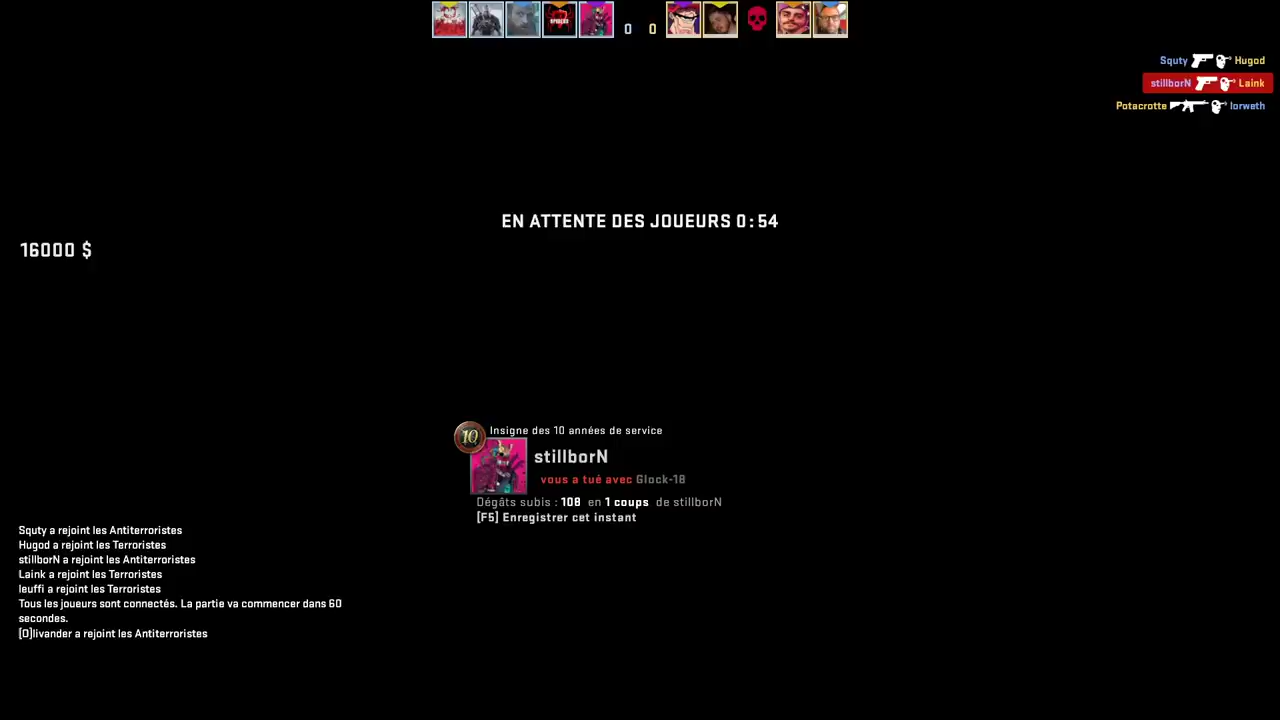 0 0
Squty Hugod
stillborN Laink
Potacrotte Iorweth
EN ATTENTE DES JOUEURS 0:54
16000 $
10
Insigne des 10 années de service
stillborN
vous a tué avec Glock-18
Dégâts subis : 108 en 1 coups de stillborN
[F5] Enregistrer cet instant
Squty a rejoint les Antiterroristes
Hugod a rejoint les Terroristes
stillborN a rejoint les Antiterroristes
Laink a rejoint les Terroristes
leuffi a rejoint les Terroristes
Tous les joueurs sont connectés. La partie va commencer dans 60
secondes.
[O]livander a rejoint les Antiterroristes